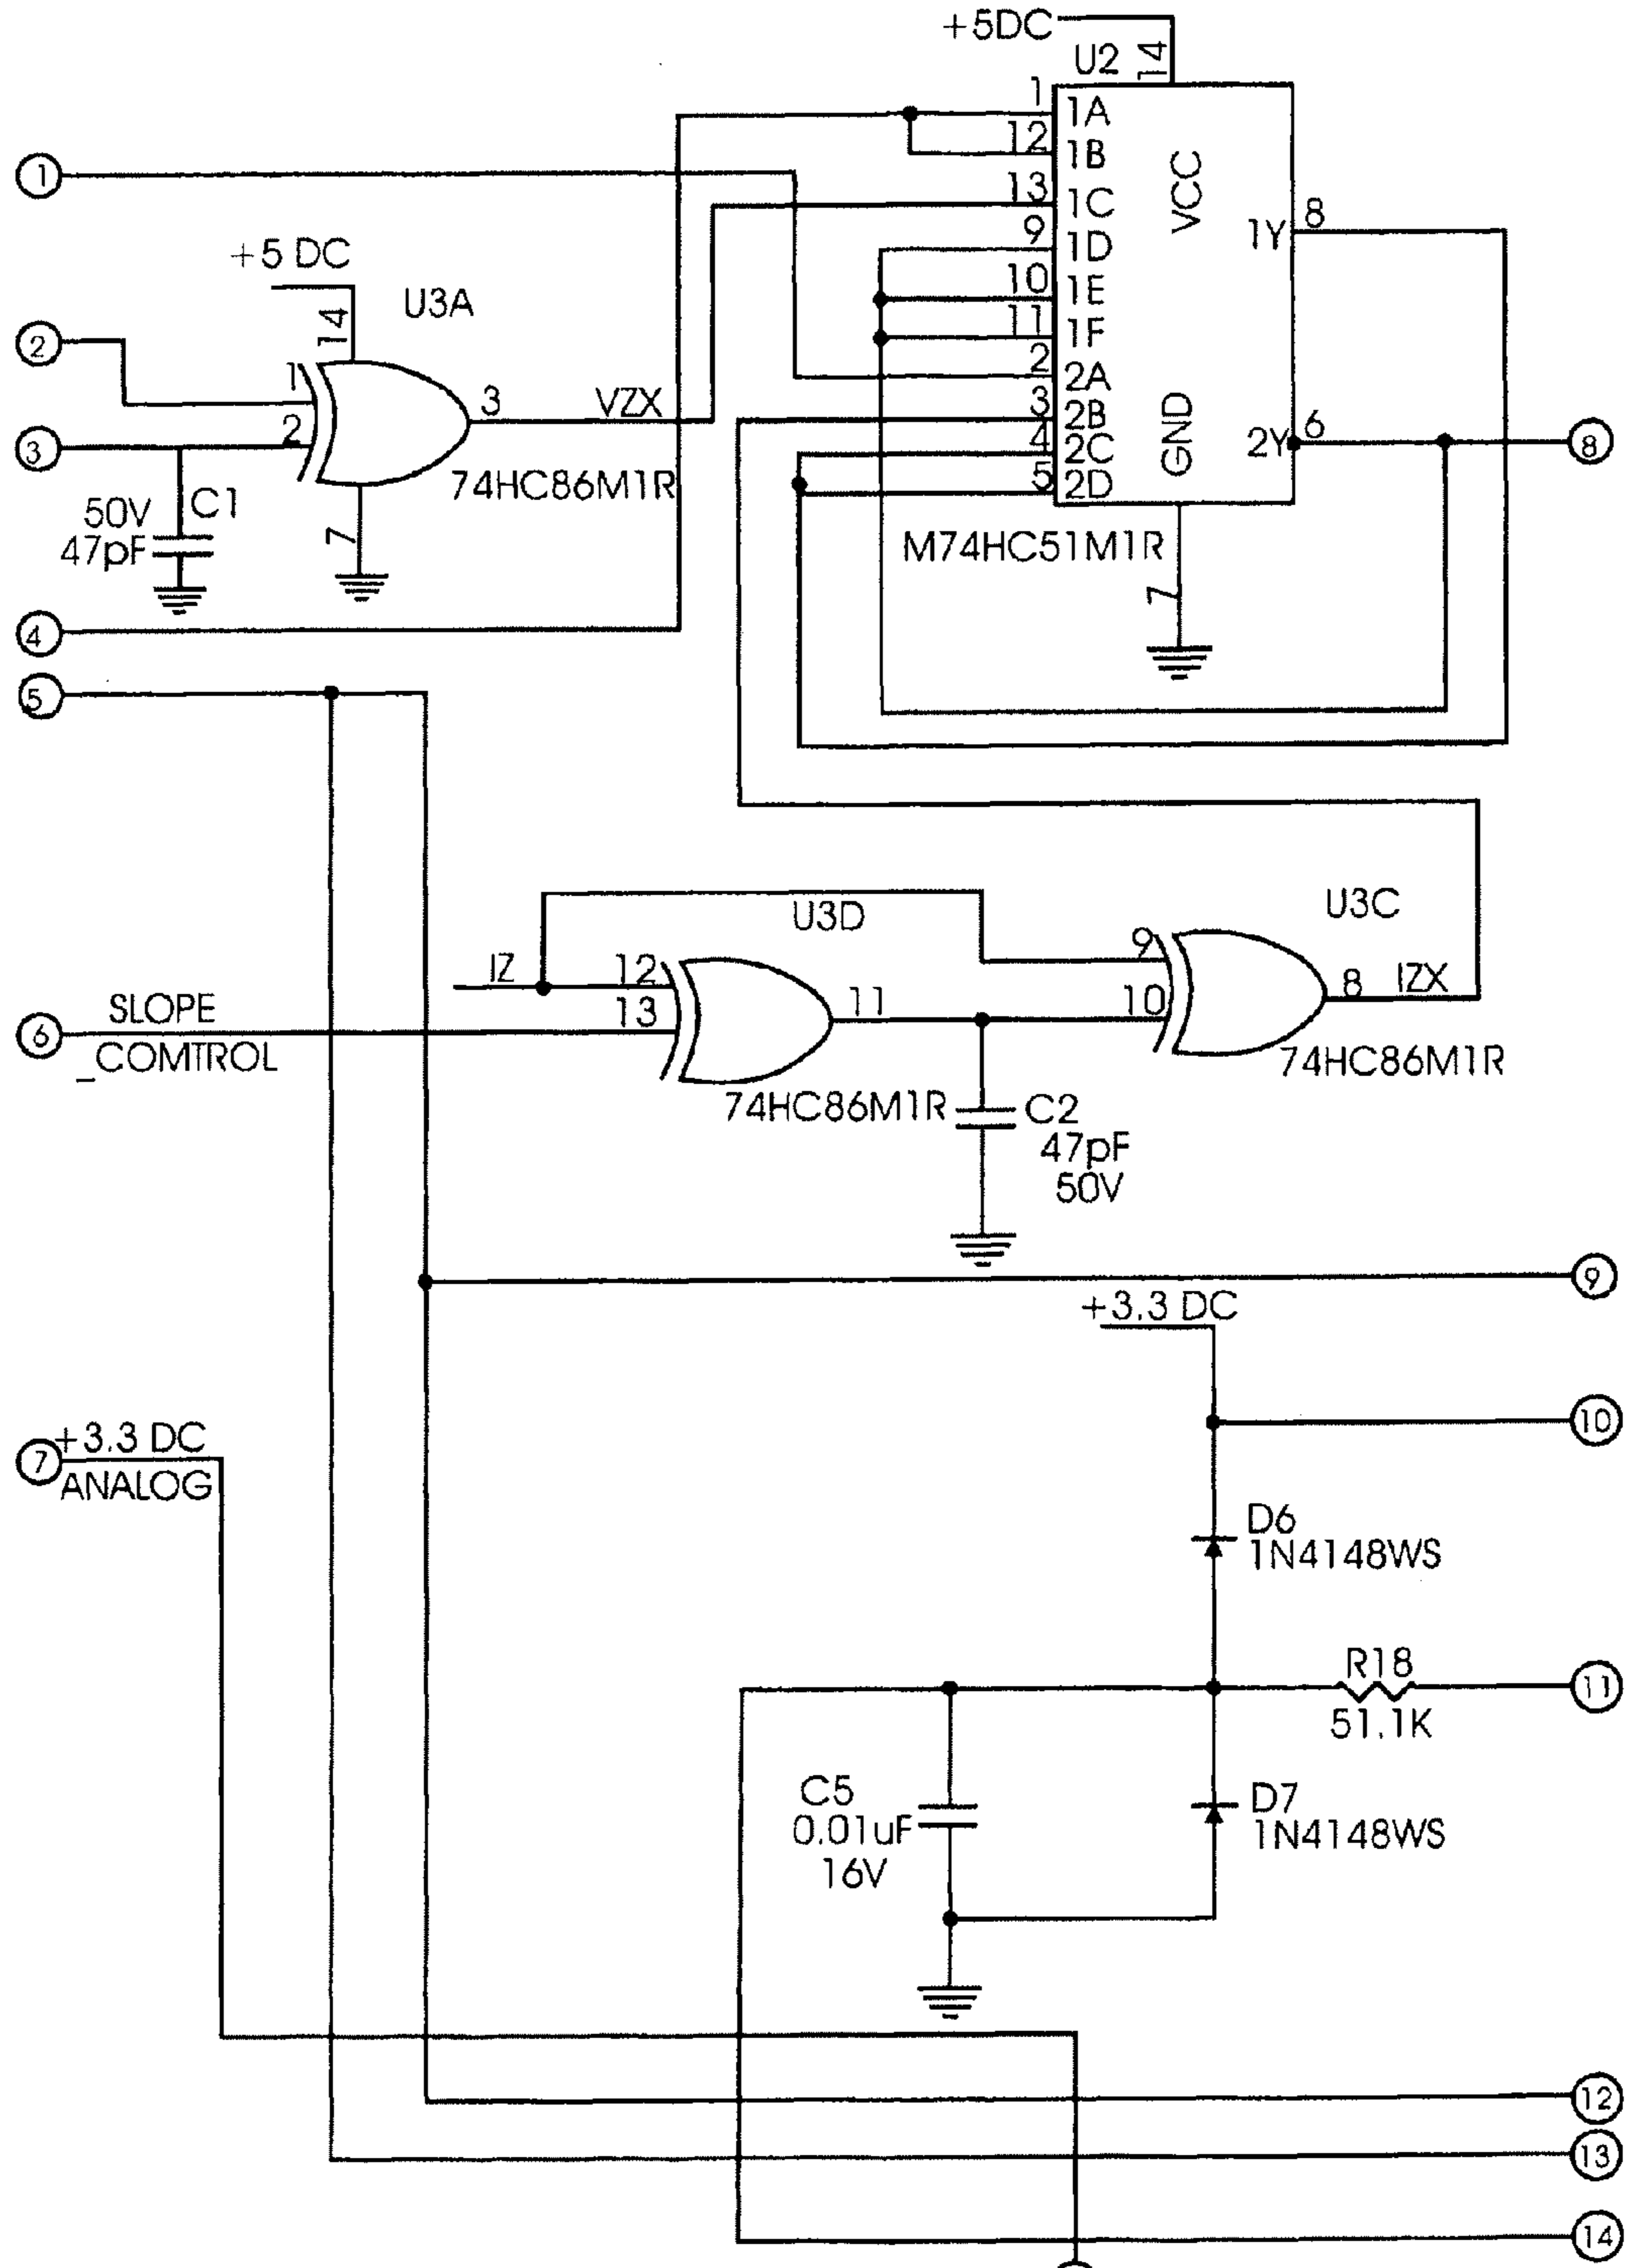 +5DC
U2
14
1
1A
12
1B
1
13
1C
VCC
8
1Y
9
1D
+5 DC
10
1E
U3A
14
11
1F
2
2
2A
1
3
VZX
3
2B
GND
6
2Y
8
3
2
4
2C
74HC86M1R
5
2D
50V
C1
47pF
7
M74HC51M1R
7
4
5
U3D
U3C
9
IZ
12
13
11
10
8
IZX
6
SLOPE
_COMTROL
74HC86M1R
74HC86M1R
C2
47pF
50V
9
+3.3 DC
10
7
+3.3 DC
ANALOG
D6
1N4148WS
R18
11
51.1K
C5
0.01uF
16V
D7
1N4148WS
12
13
14